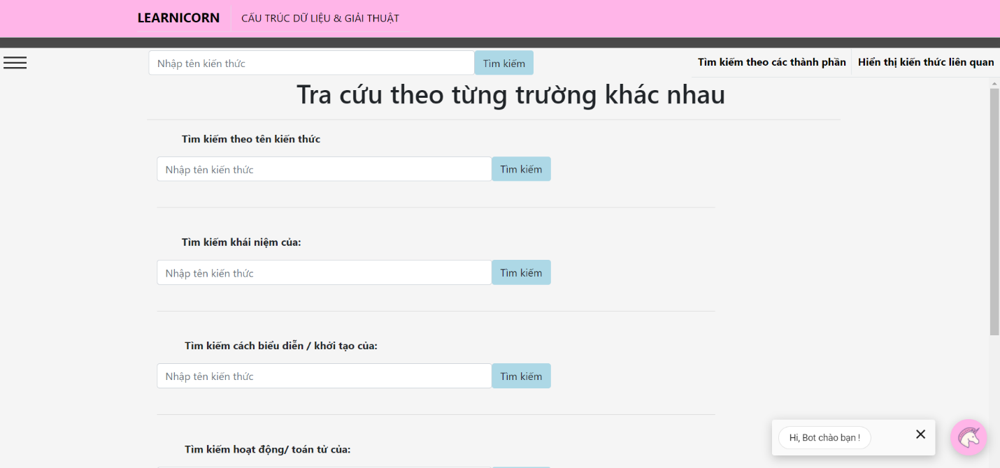 LEARNICORN
CẤU TRÚC DỮ LIỆU & GIẢI THUẬT
Nhập tên kiến thức
Tìm kiếm
Tìm kiếm theo các thành phần
Hiển thị kiến thức liên quan
Tra cứu theo từng trường khác nhau
Tìm kiếm theo tên kiến thức
Nhập tên kiến thức
Tìm kiếm
Tìm kiếm khái niệm của:
Nhập tên kiến thức
Tìm kiếm
Tìm kiếm cách biểu diễn / khởi tạo của:
Nhập tên kiến thức
Tìm kiếm
Tìm kiếm hoạt động/ toán tử của:
Hi, Bot chào bạn !